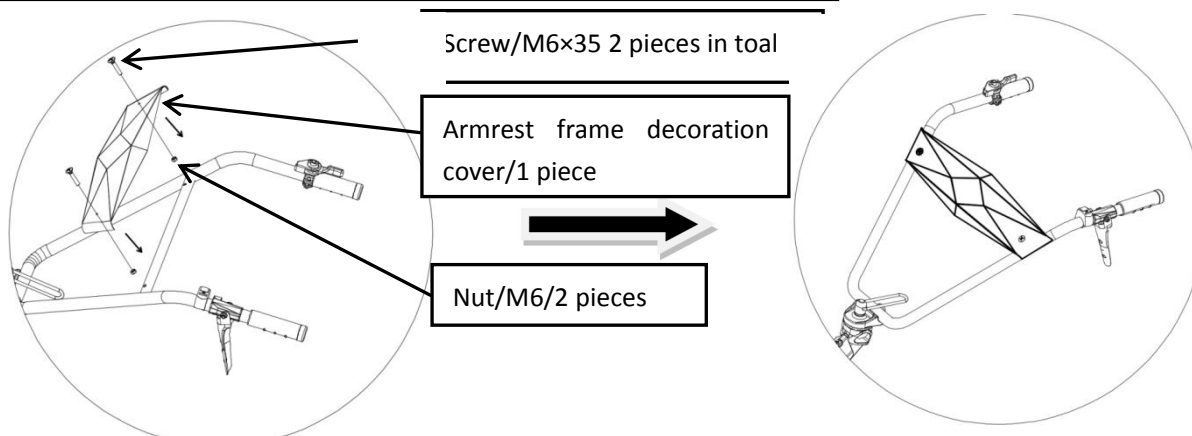 Screw/M6×35 2 pieces in toal
Armrest frame decoration
cover/1 piece
Nut/M6/2 pieces